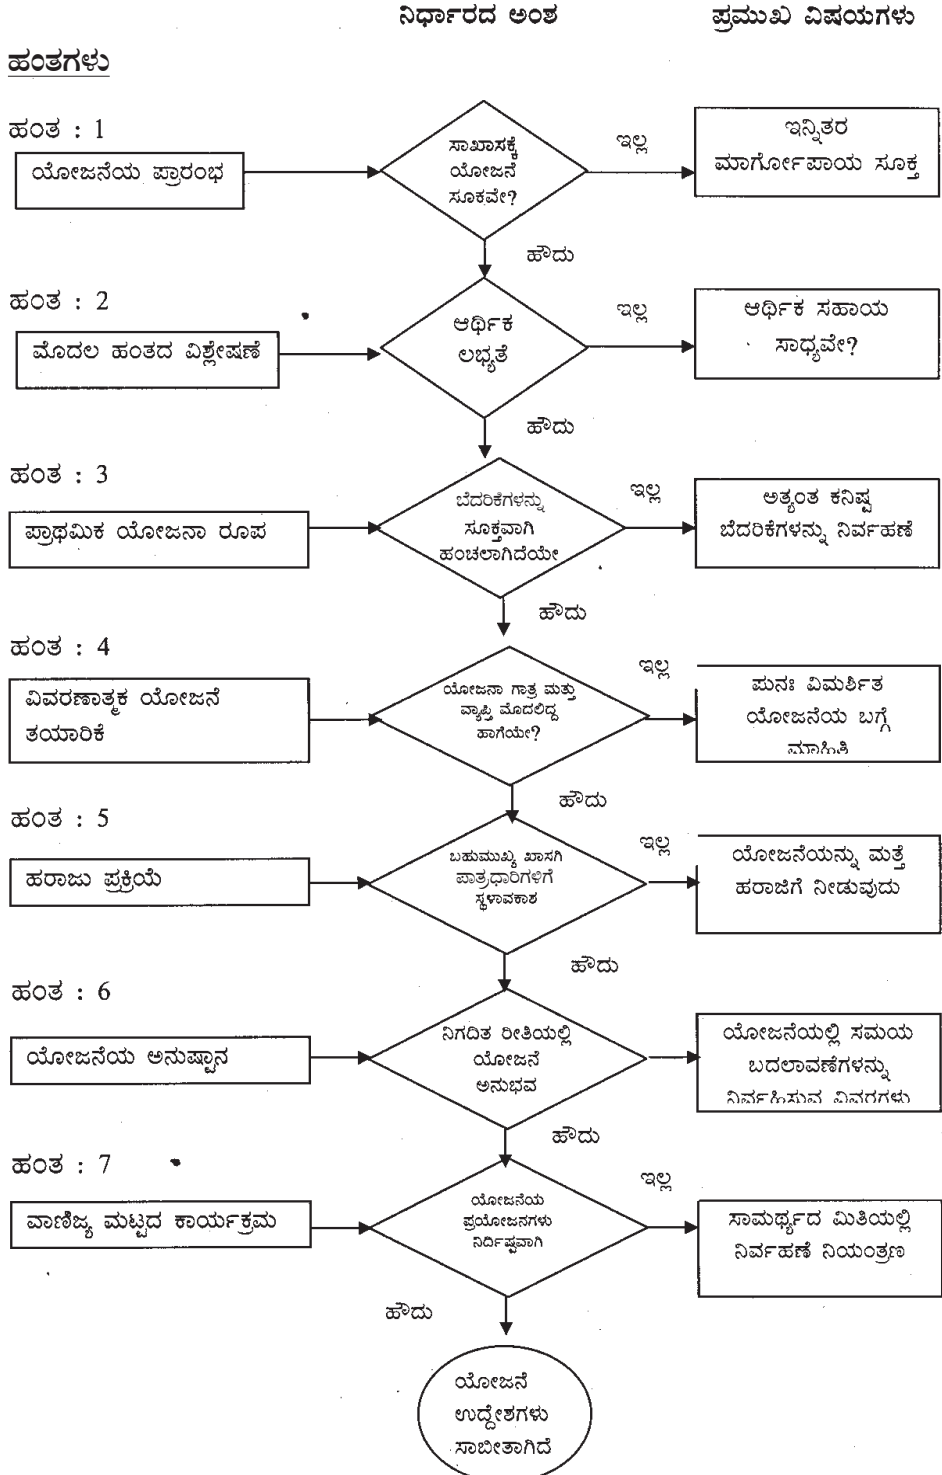 ನಿರ್ಧಾರದ ಅಂಶ
ಪ್ರಮುಖ ವಿಷಯಗಳು
ಹಂತಗಳು
ಹಂತ : 1
ಯೋಜನೆಯ ಪ್ರಾರಂಭ
ಸಾಖಾಸಕ್ಕೆ
ಯೋಜನೆ
ಸೂಕವೇ?
ಇಲ್ಲ
ಇನ್ನಿತರ
ಮಾರ್ಗೋಪಾಯ ಸೂಕ್ತ
ಹೌದು
ಹಂತ : 2
ಮೊದಲ ಹಂತದ ವಿಶ್ಲೇಷಣೆ
ಆರ್ಥಿಕ
ಲಭ್ಯತೆ
ಇಲ್ಲ
ಆರ್ಥಿಕ ಸಹಾಯ
ಸಾಧ್ಯವೇ?
ಹೌದು
ಹಂತ : 3
ಪ್ರಾಥಮಿಕ ಯೋಜನಾ ರೂಪ
ಬೆದರಿಕೆಗಳನ್ನು
ಸೂಕ್ತವಾಗಿ
ಹಂಚಲಾಗಿದೆಯೇ
ಇಲ್ಲ
ಅತ್ಯಂತ ಕನಿಷ್ಟ
ಬೆದರಿಕೆಗಳನ್ನು ನಿರ್ವಹಣೆ
ಹೌದು
ಹಂತ : 4
ವಿವರಣಾತ್ಮಕ ಯೋಜನೆ
ತಯಾರಿಕೆ
ಯೋಜನಾ ಗಾತ್ರ ಮತ್ತು
ವ್ಯಾಪ್ತಿ ಮೊದಲಿದ್ದ
ಹಾಗೆಯೇ?
ಇಲ್ಲ
ಪುನಃ ವಿಮರ್ಶಿತ
ಯೋಜನೆಯ ಬಗ್ಗೆ
ಮಾಹಿತಿ
ಹೌದು
ಹಂತ : 5
ಹರಾಜು ಪ್ರಕ್ರಿಯೆ
ಬಹುಮುಖ್ಯ ಖಾಸಗಿ
ಪಾತ್ರಧಾರಿಗಳಿಗೆ
ಸ್ಥಳಾವಕಾಶ
ಇಲ್ಲ
ಯೋಜನೆಯನ್ನು ಮತ್ತೆ
ಹರಾಜಿಗೆ ನೀಡುವುದು
ಹೌದು
ಹಂತ : 6
ಯೋಜನೆಯ ಅನುಷ್ಟಾನ
ನಿಗದಿತ ರೀತಿಯಲ್ಲಿ
ಯೋಜನೆ
ಅನುಭವ
ಯೋಜನೆಯಲ್ಲಿ ಸಮಯ
ಬದಲಾವಣೆಗಳನ್ನು
ನಿರ್ವಹಿಸುವ ವಿವರಗಳು
ಹೌದು
ಹಂತ : 7
ವಾಣಿಜ್ಯ ಮಟ್ಟದ ಕಾರ್ಯಕ್ರಮ
ಯೋಜನೆಯ
ಪ್ರಯೋಜನಗಳು
ನಿರ್ದಿಷ್ಟವಾಗಿ
ಇಲ್ಲ
ಸಾಮರ್ಥ್ಯದ ಮಿತಿಯಲ್ಲಿ
ನಿರ್ವಹಣೆ ನಿಯಂತ್ರಣ
ಹೌದು
ಯೋಜನೆ
ಉದ್ದೇಶಗಳು
ಸಾಬೀತಾಗಿದೆ